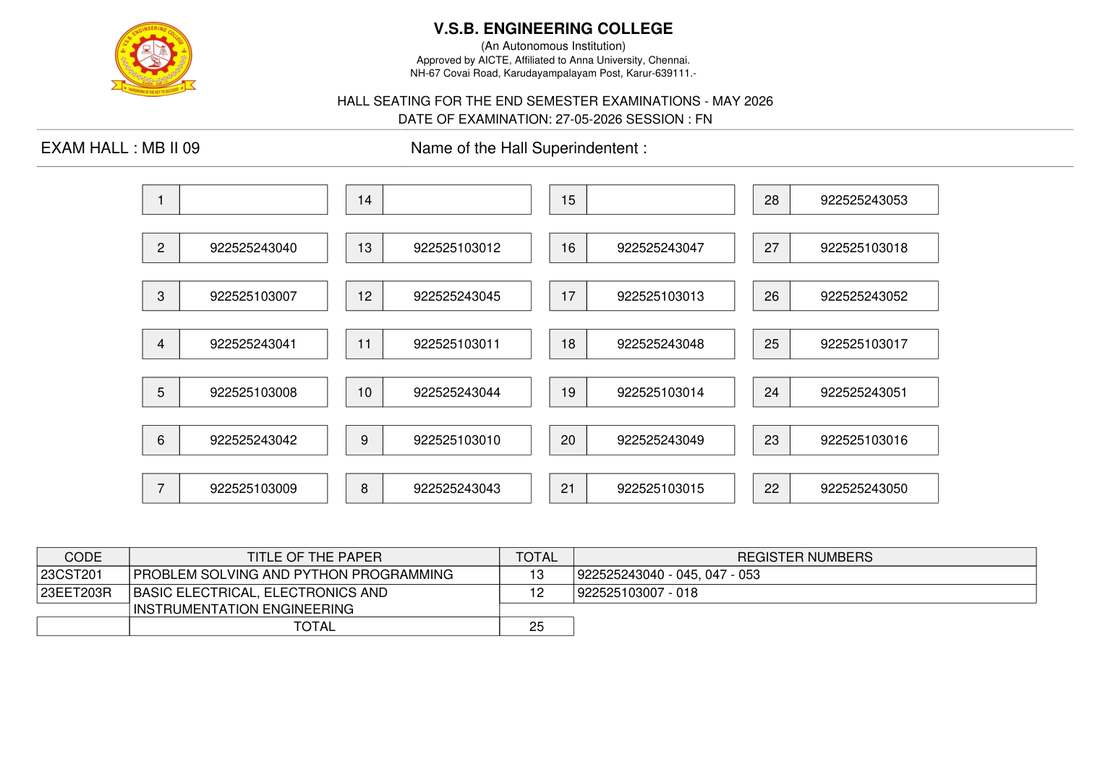 V.S.B. ENGINEERING COLLEGE
(An Autonomous Institution)
Approved by AICTE, Affiliated to Anna University, Chennai.
NH-67 Covai Road, Karudayampalayam Post, Karur-639111.-
HALL SEATING FOR THE END SEMESTER EXAMINATIONS - MAY 2026
DATE OF EXAMINATION: 27-05-2026 SESSION : FN
EXAM HALL : MB II 09 Name of the Hall Superindentent :
1 14 15 28 922525243053
2 922525243040 13 922525103012 16 922525243047 27 922525103018
3 922525103007 12 922525243045 17 922525103013 26 922525243052
4 922525243041 11 922525103011 18 922525243048 25 922525103017
5 922525103008 10 922525243044 19 922525103014 24 922525243051
6 922525243042 9 922525103010 20 922525243049 23 922525103016
7 922525103009 8 922525243043 21 922525103015 22 922525243050
CODE TITLE OF THE PAPER TOTAL REGISTER NUMBERS
23CST201 PROBLEM SOLVING AND PYTHON PROGRAMMING 13 922525243040 - 045, 047 - 053
23EET203R BASIC ELECTRICAL, ELECTRONICS AND 12 922525103007 - 018
INSTRUMENTATION ENGINEERING
TOTAL 25